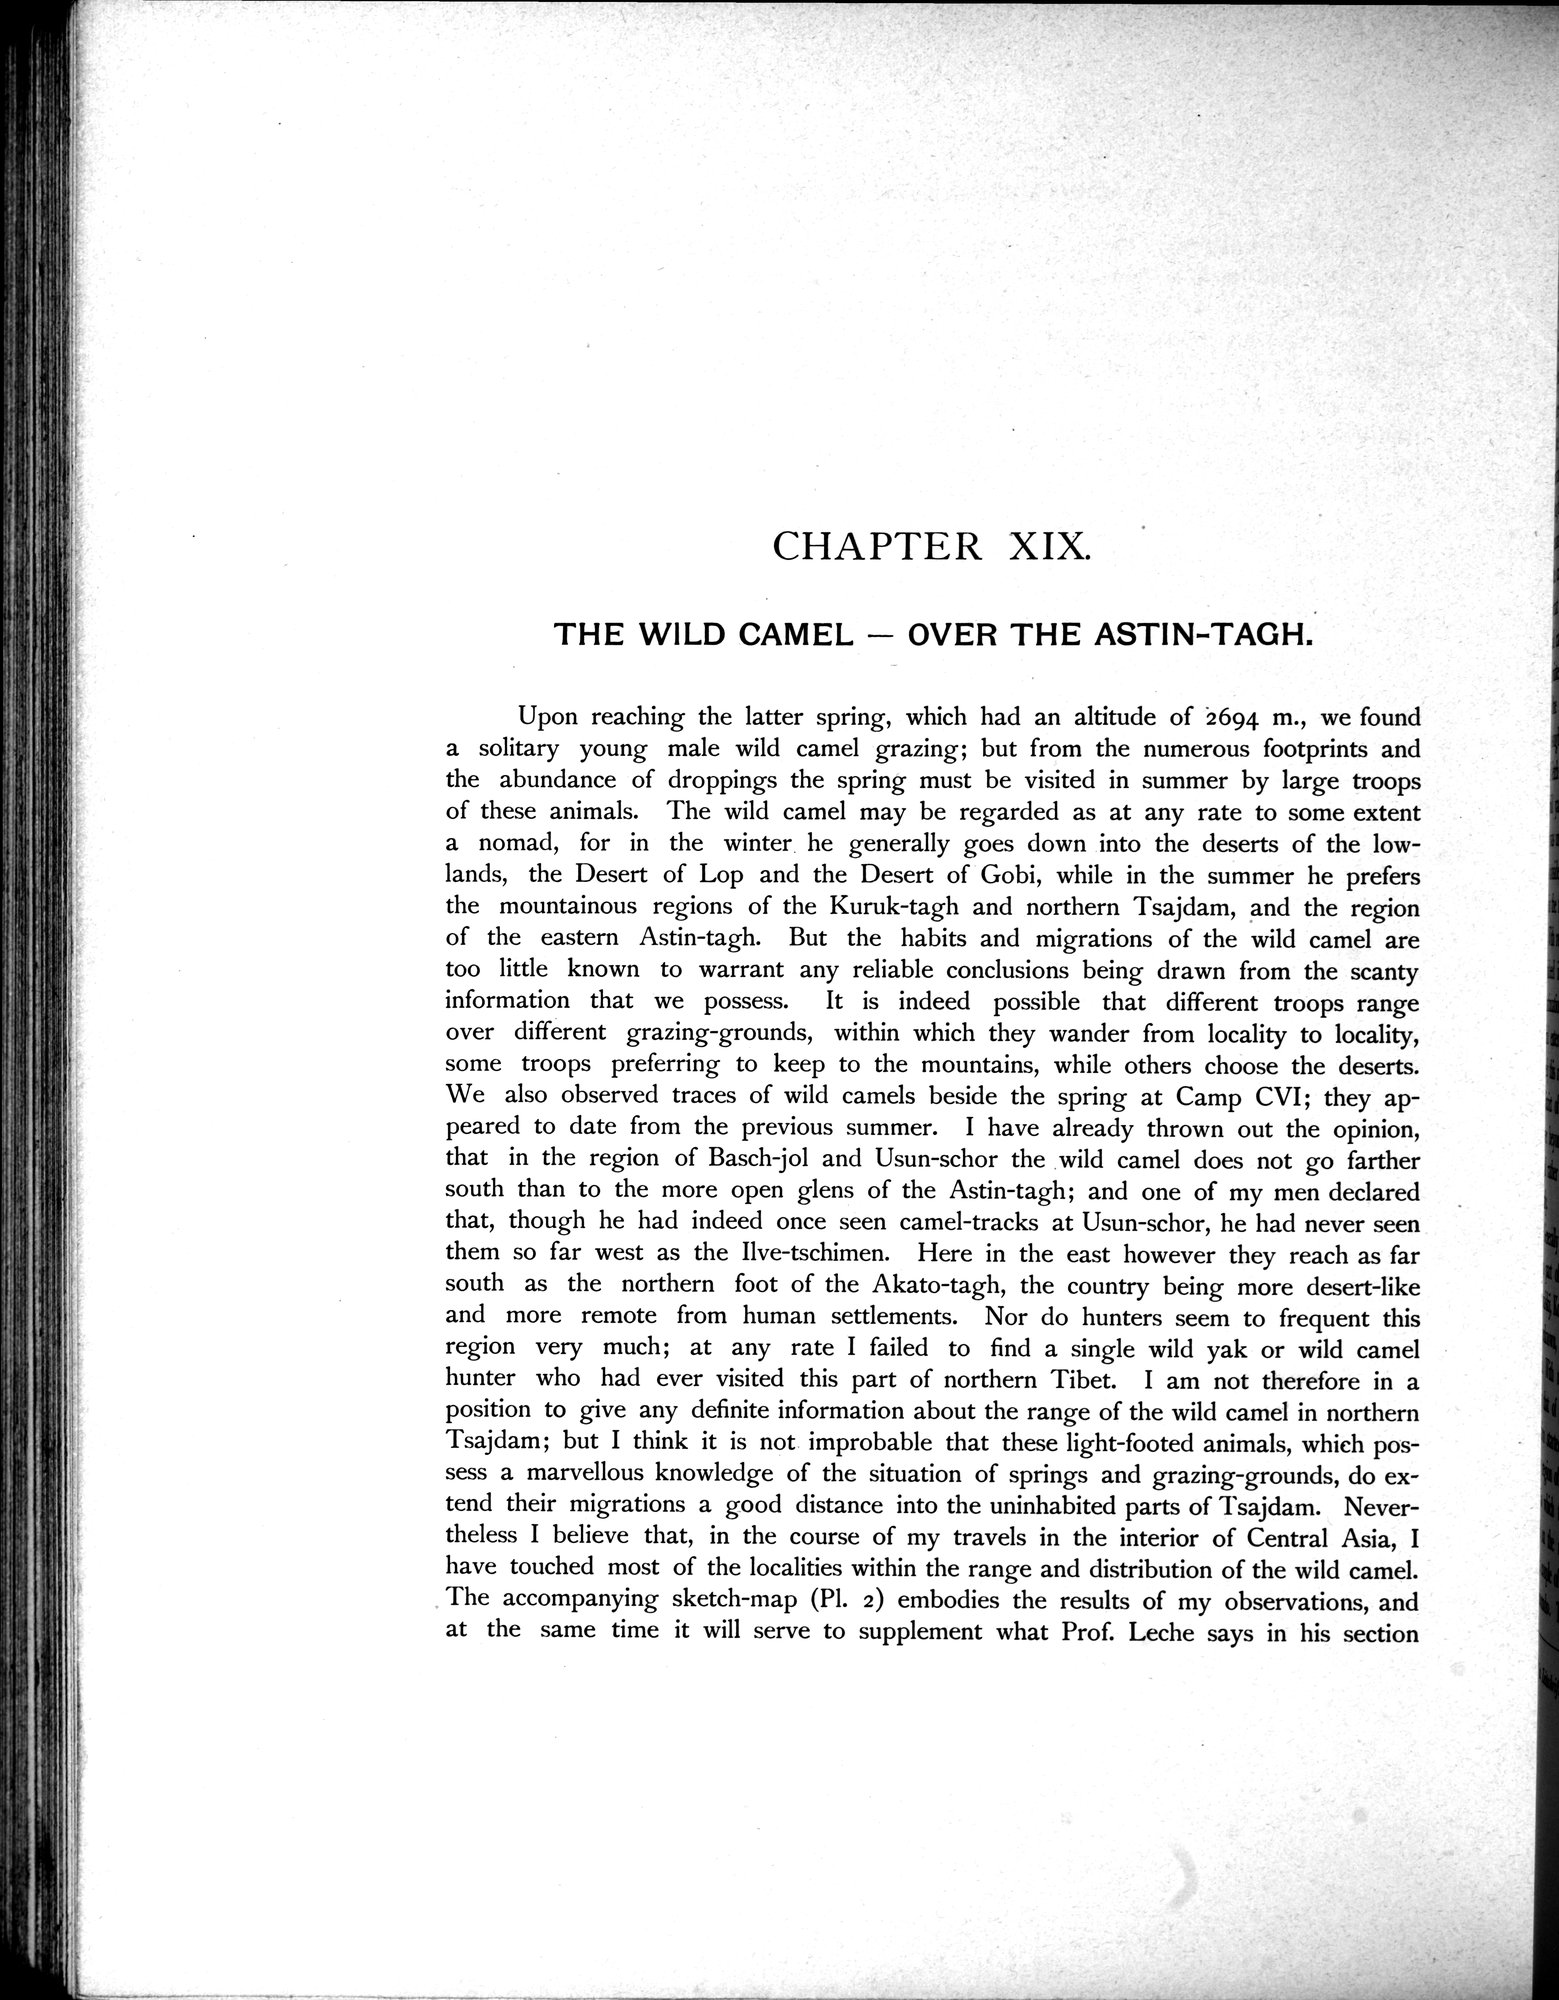 CHAPTER XIX.
THE WILD CAMEL — OVER THE ASTIN-TAGH.
Upon reaching the latter spring, which had an altitude of 2694 m., we found
a solitary young male wild camel grazing; but from the numerous footprints and
the abundance of droppings the spring must be visited in summer by large troops
of these animals. The wild camel may be regarded as at any rate to some extent
a nomad, for in the winter he generally goes down into the deserts of the low-
lands, the Desert of Lop and the Desert of Gobi, while in the summer he prefers
the mountainous regions of the Kuruk-tagh and northern Tsajdam, and the region
of the eastern Astin-tagh. But the habits and migrations of the wild camel are
too little known to warrant any reliable conclusions being drawn from the scanty
information that we possess. It is indeed possible that different troops range
over different grazing-grounds, within which they wander from locality to locality,
some troops preferring to keep to the mountains, while others choose the deserts.
We also observed traces of wild camels beside the spring at Camp CVI; they ap-
peared to date from the previous summer. I have already thrown out the opinion,
that in the region of Basch-jol and Usun-schor the wild camel does not go farther
south than to the more open glens of the Astin-tagh; and one of my men declared
that, though he had indeed once seen camel-tracks at Usun-schor, he had never seen
them so far west as the Ilve-tschimen. Here in the east however they reach as far
south as the northern foot of the Akato-tagh, the country being more desert-like
and more remote from human settlements. Nor do hunters seem to frequent this
region very much; at any rate I failed to find a single wild yak or wild camel
hunter who had ever visited this part of northern Tibet. I am not therefore in a
position to give any definite information about the range of the wild camel in northern
Tsajdam; but I think it is not improbable that these light-footed animals, which pos-
sess a marvellous knowledge of the situation of springs and grazing-grounds, do ex-
tend their migrations a good distance into the uninhabited parts of Tsajdam. Never-
theless I believe that, in the course of my travels in the interior of Central Asia, I
have touched most of the localities within the range and distribution of the wild camel.
The accompanying sketch-map (Pl. 2) embodies the results of my observations, and
at the same time it will serve to supplement what Prof. Leche says in his section